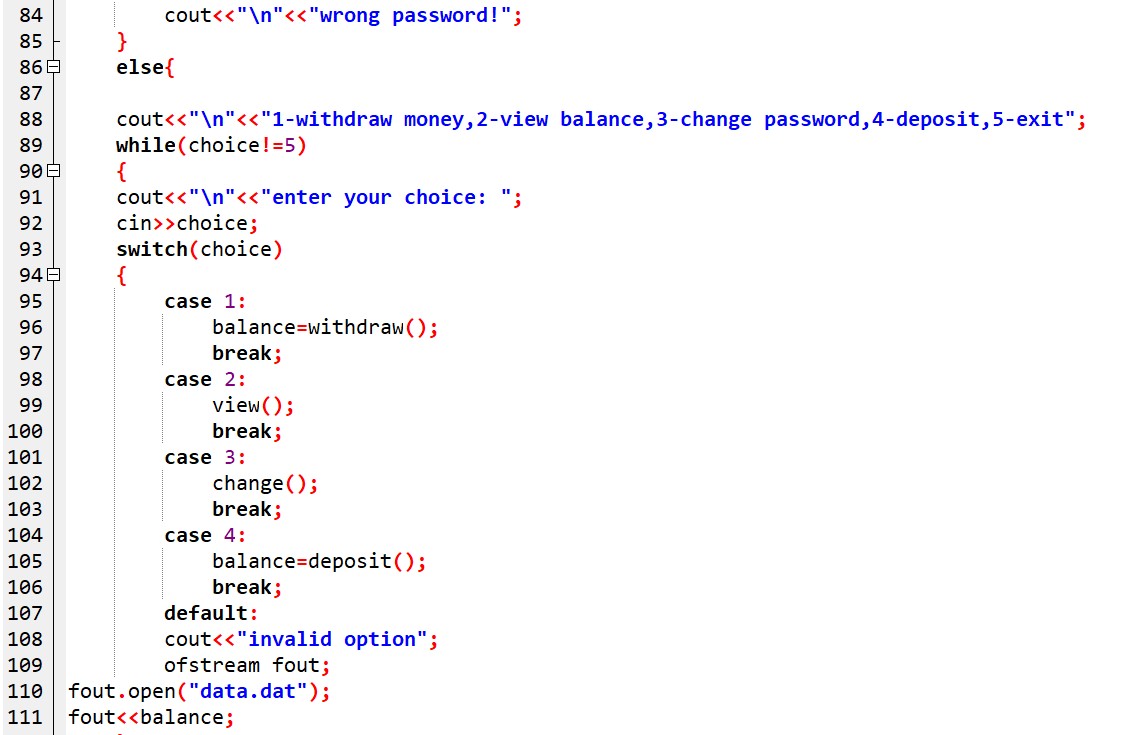 84 cout<<"\n"<<"wrong password!";
85 }
86 else{
87
88 cout<<"\n"<<"1-withdraw money,2-view balance,3-change password,4-deposit,5-exit";
89 while(choice!=5)
90 {
91 cout<<"\n"<<"enter your choice: ";
92 cin>>choice;
93 switch(choice)
94 {
95 case 1:
96 balance=withdraw();
97 break;
98 case 2:
99 view();
100 break;
101 case 3:
102 change();
103 break;
104 case 4:
105 balance=deposit();
106 break;
107 default:
108 cout<<"invalid option";
109 ofstream fout;
110 fout.open("data.dat");
111 fout<<balance;